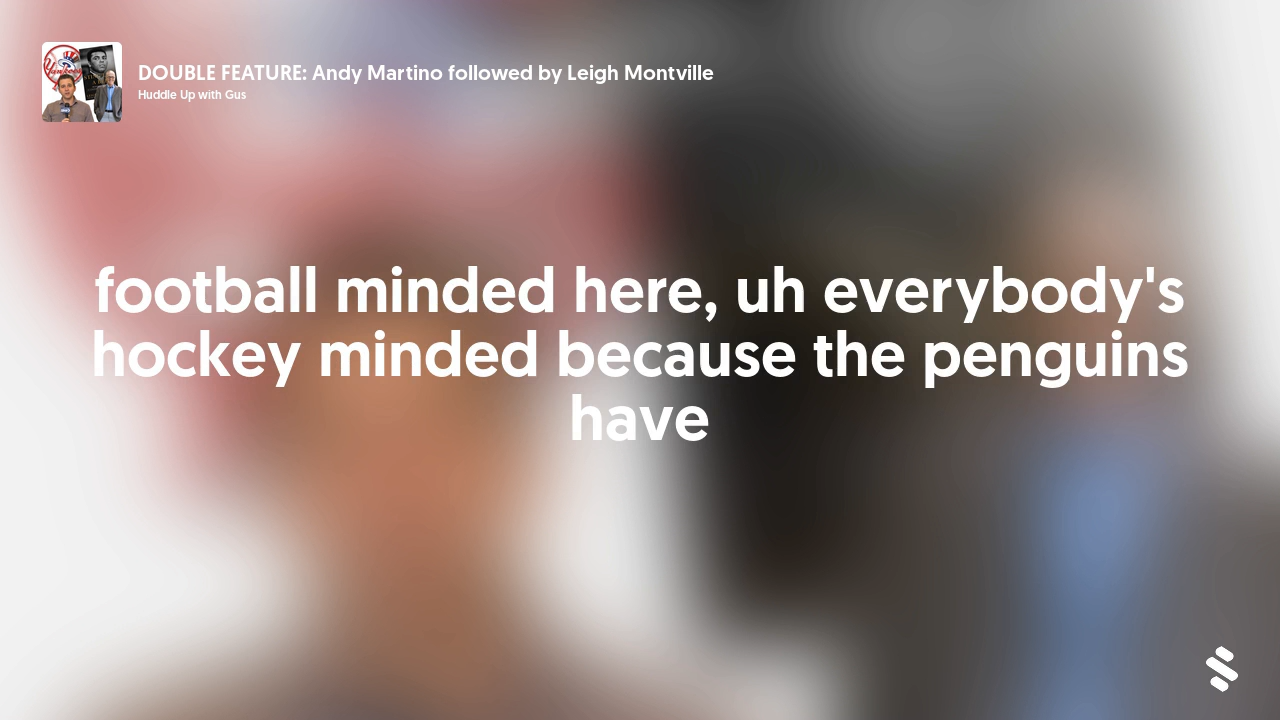 DOUBLE FEATURE: Andy Martino followed by Leigh Montville
Huddle Up with Gus
football minded here, uh everybody's
hockey minded because the penguins
have